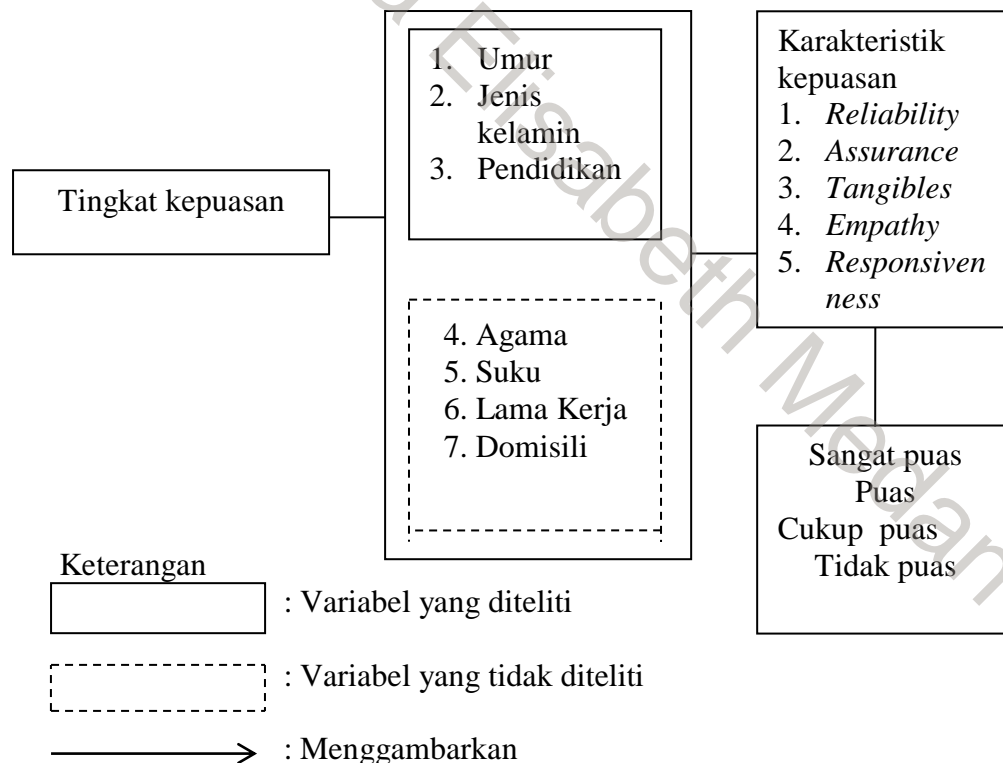 Tingkat kepuasan
1. Umur
2. Jenis
kelamin
3. Pendidikan
4. Agama
5. Suku
6. Lama Kerja
7. Domisili
Karakteristik
kepuasan
1. Reliability
2. Assurance
3. Tangibles
4. Empathy
5. Responsiven
ness
Sangat puas
Puas
Cukup puas
Tidak puas
Keterangan
: Variabel yang diteliti
: Variabel yang tidak diteliti
: Menggambarkan
Elisabeth Medan